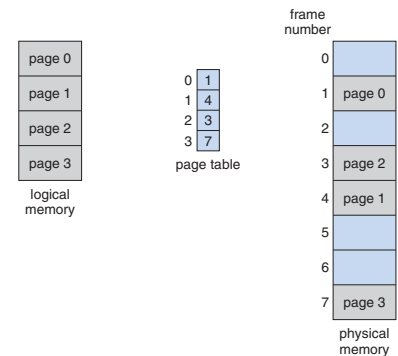 page 0
page 1
page 2
page 3
logical
memory
0 1
1 4
2 3
3 7
page table
frame
number
0
1 page 0
2
3 page 2
4 page 1
5
6
7 page 3
physical
memory